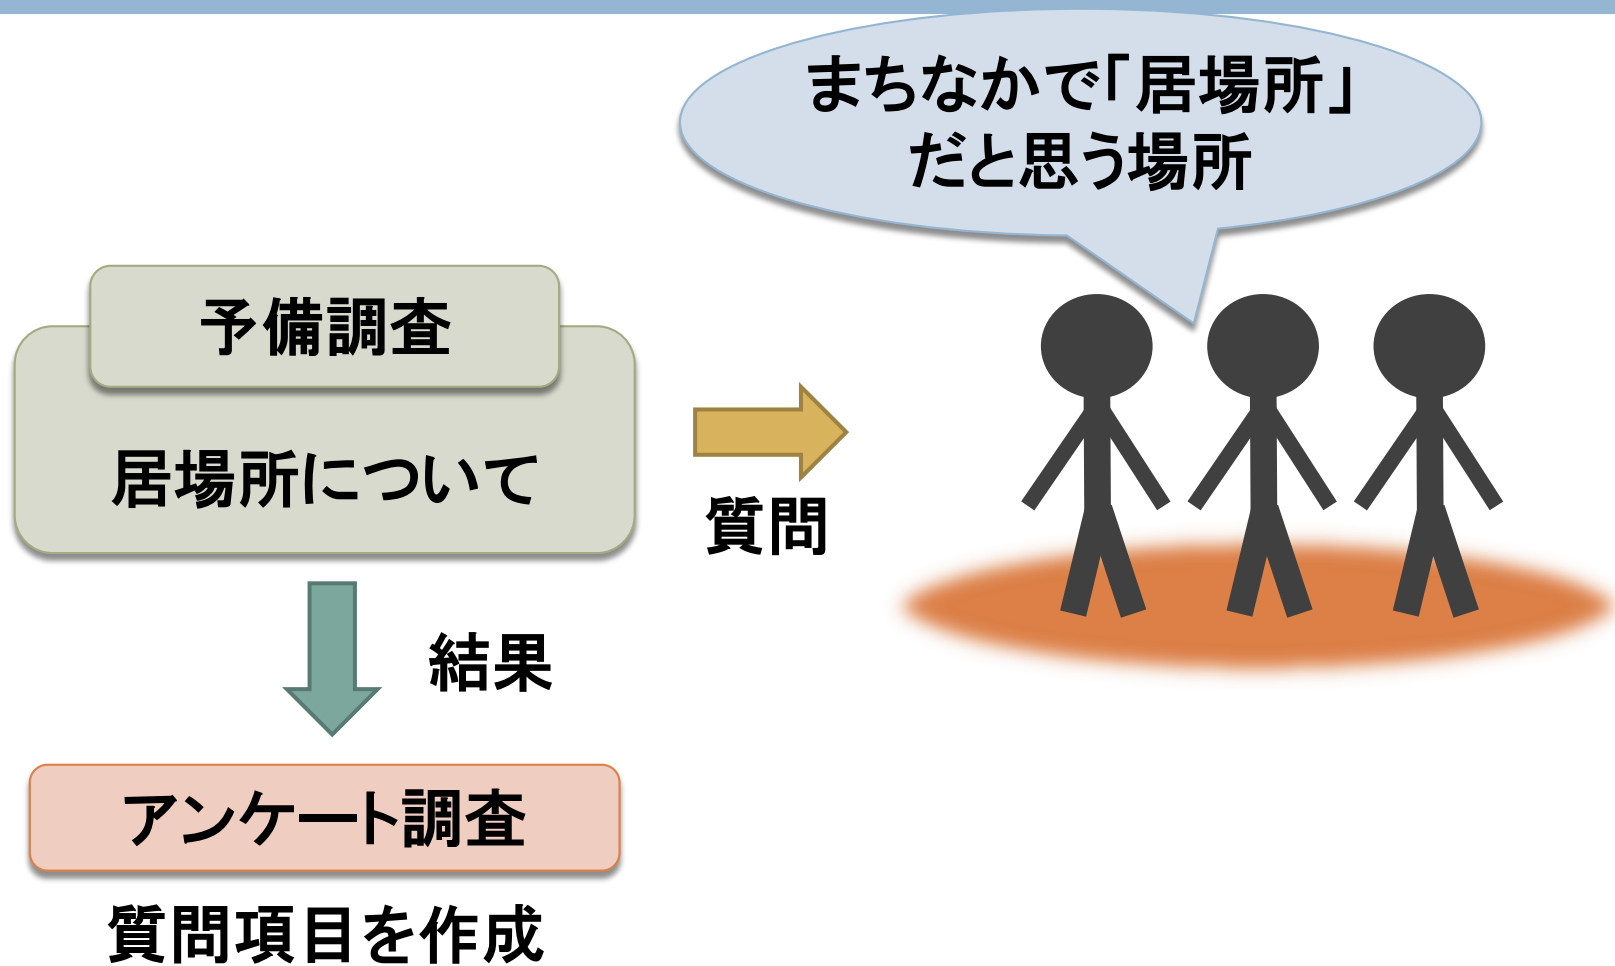 まちなかで「居場所」
だと思う場所
予備調査
居場所について
質問
結果
アンケート調査
質問項目を作成